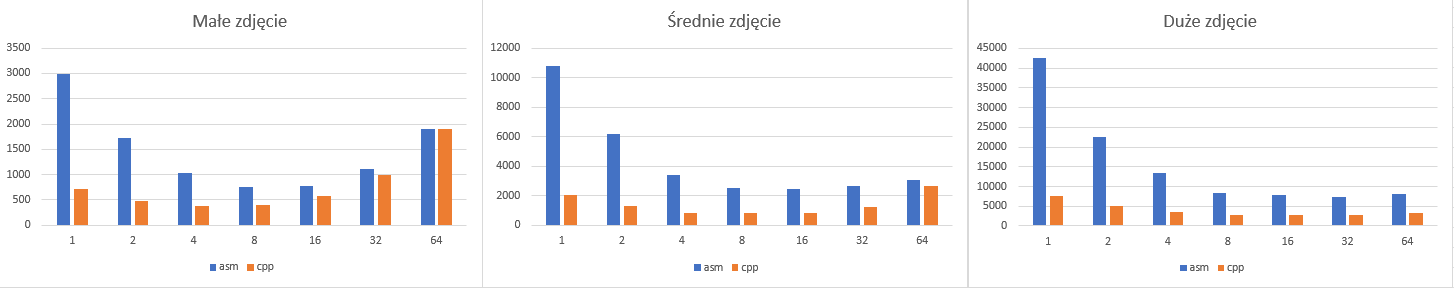 Małe zdjęcie
3500
3000
2500
2000
1500
1000
500
0
1 2 4 8 16 32 64
asm cpp
Średnie zdjęcie
12000
10000
8000
6000
4000
2000
0
1 2 4 8 16 32 64
asm cpp
Duże zdjęcie
45000
40000
35000
30000
25000
20000
15000
10000
5000
0
1 2 4 8 16 32 64
asm cpp